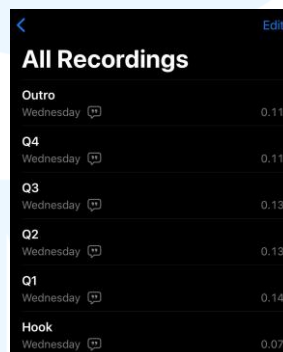 Edit
All Recordings
Outro
Wednesday
0.11
Q4
Wednesday
0.11
Q3
Wednesday
0.13
Q2
Wednesday
0.13
Q1
Wednesday
0.14
Hook
Wednesday
0.07